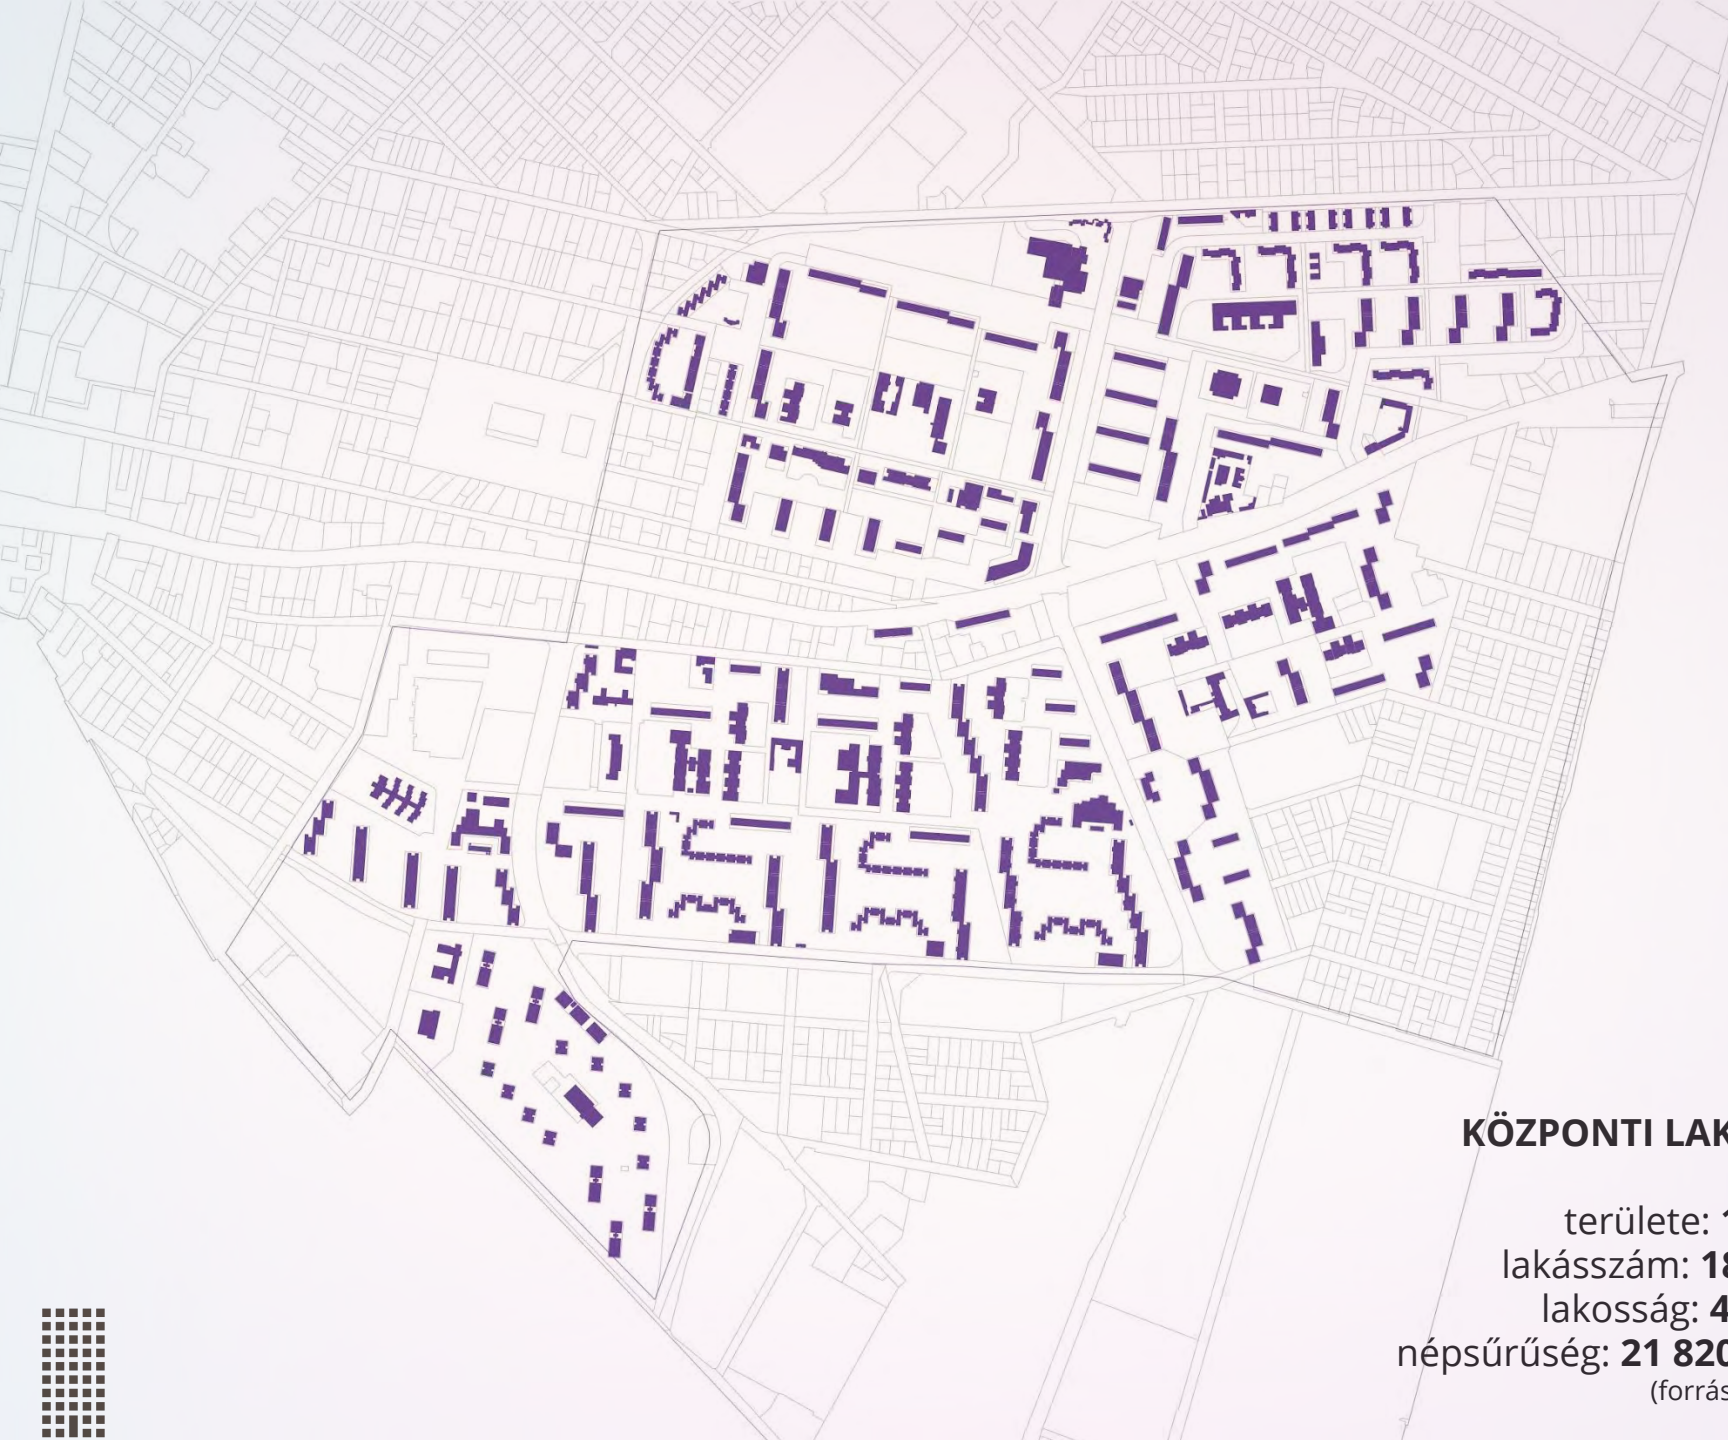 KÖZPONTI LAK
területe: 1
lakásszám: 18
lakosság: 4
népsűrűség: 21 820
(forrás